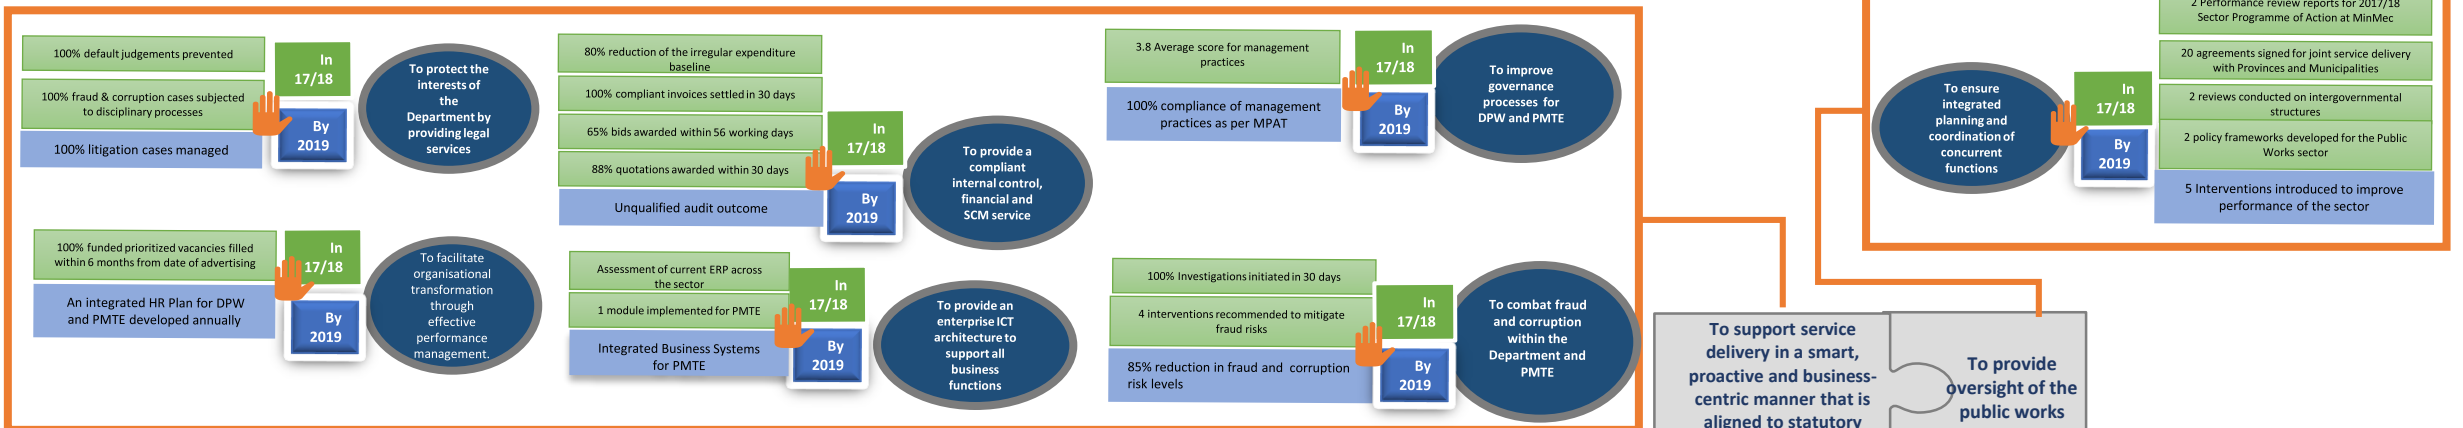 100% default judgements prevented
100% fraud & corruption cases subjected
to disciplinary processes
100% litigation cases managed
In
17/18
By
2019
To protect the
interests of
the
Department by
providing legal
services
80% reduction of the irregular expenditure
baseline
100% compliant invoices settled in 30 days
65% bids awarded within 56 working days
88% quotations awarded within 30 days
Unqualified audit outcome
In
17/18
By
2019
To provide a
compliant
internal control,
financial and
SCM service
3.8 Average score for management
practices
100% compliance of management
practices as per MPAT
In
17/18
By
2019
To improve
governance
processes for
DPW and PMTE
100% funded prioritized vacancies filled
within 6 months from date of advertising
An integrated HR Plan for DPW
and PMTE developed annually
In
17/18
By
2019
To facilitate
organisational
transformation
through
effective
performance
management.
Assessment of current ERP across
the sector
1 module implemented for PMTE
Integrated Business Systems
for PMTE
In
17/18
By
2019
To provide an
enterprise ICT
architecture to
support all
business
functions
100% Investigations initiated in 30 days
4 interventions recommended to mitigate
fraud risks
85% reduction in fraud and corruption
risk levels
In
17/18
By
2019
To combat fraud
and corruption
within the
Department and
PMTE
To ensure
integrated
planning and
coordination of
concurrent
functions
In
17/18
By
2019
2 Performance review reports for 2017/18
Sector Programme of Action at MinMec
20 agreements signed for joint service delivery
with Provinces and Municipalities
2 reviews conducted on intergovernmental
structures
2 policy frameworks developed for the Public
Works sector
5 Interventions introduced to improve
performance of the sector
To support service
delivery in a smart,
proactive and business-
centric manner that is
aligned to statutory
To provide
oversight of the
public works